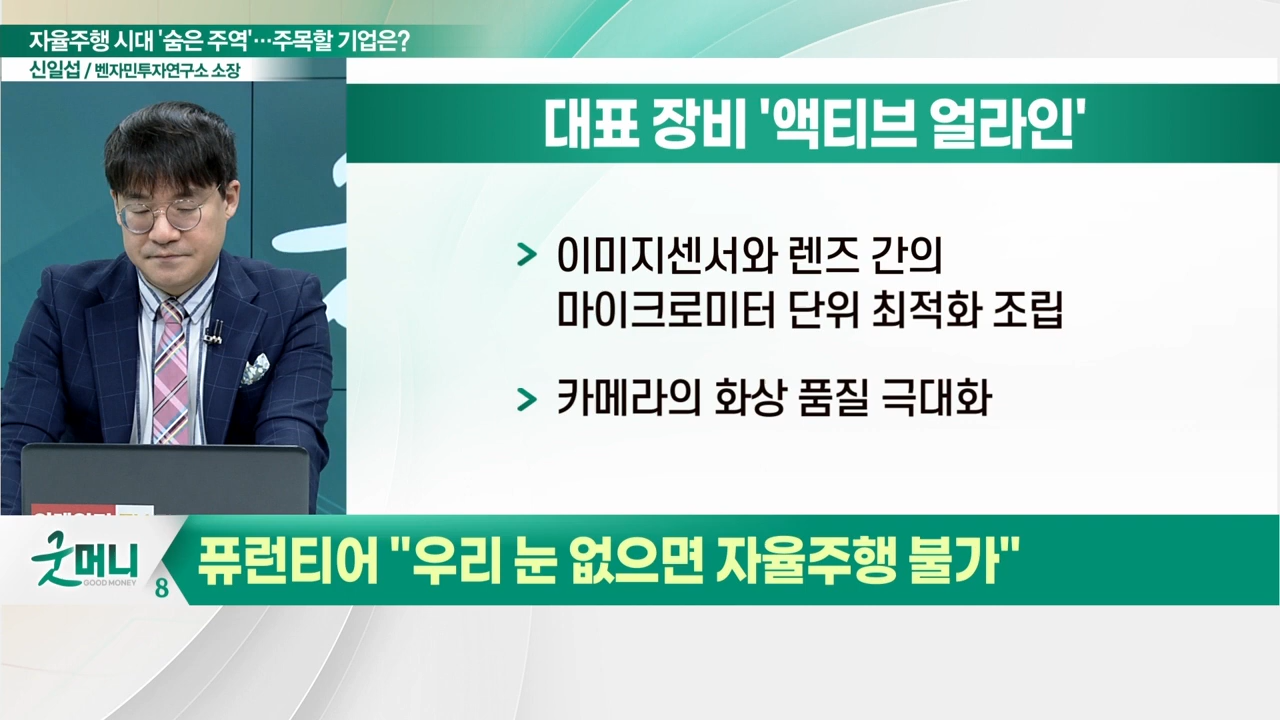 자율주행 시대 '숨은 주역'…주목할 기업은?
신일섭 / 벤자민투자연구소 소장
대표 장비 '액티브 얼라인'
> 이미지센서와 렌즈 간의
마이크로미터 단위 최적화 조립
> 카메라의 화상 품질 극대화
굿머니
GOOD MONEY
8
퓨런티어 "우리 눈 없으면 자율주행 불가"